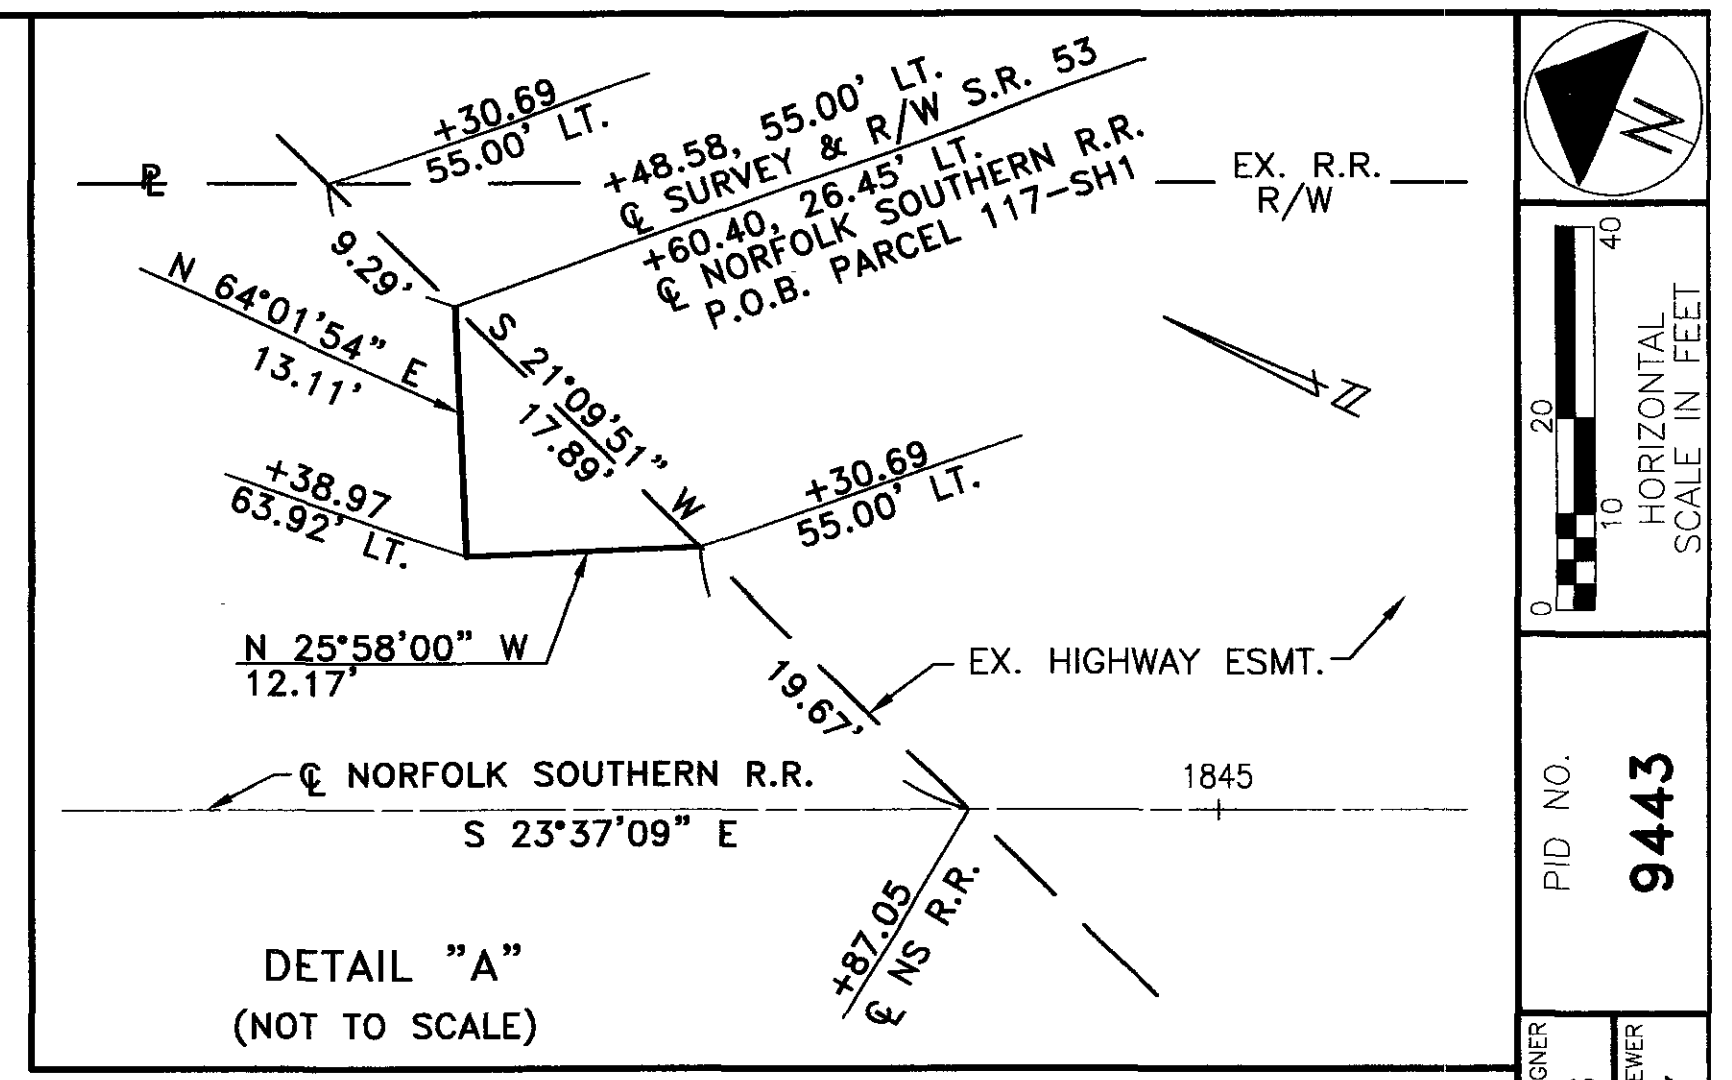 +30.69
55.00' LT.
+48.58, 55.00' LT.
℄ SURVEY & R/W S.R. 53
+60.40, 26.45' LT.
℄ NORFOLK SOUTHERN R.R.
P.O.B. PARCEL 117-SH1
PL
EX. R.R.
R/W
9.29'
N 64°01'54" E
13.11'
S 21°09'51" W
17.89'
+38.97
63.92' LT.
+30.69
55.00' LT.
N 25°58'00" W
12.17'
19.67'
EX. HIGHWAY ESMT.
℄ NORFOLK SOUTHERN R.R.
S 23°37'09" E
1845
+87.05
℄ NS R.R.
DETAIL "A"
(NOT TO SCALE)
N
N
40
20
10
0
HORIZONTAL
SCALE IN FEET
PID NO.
9443
GNER
EWER